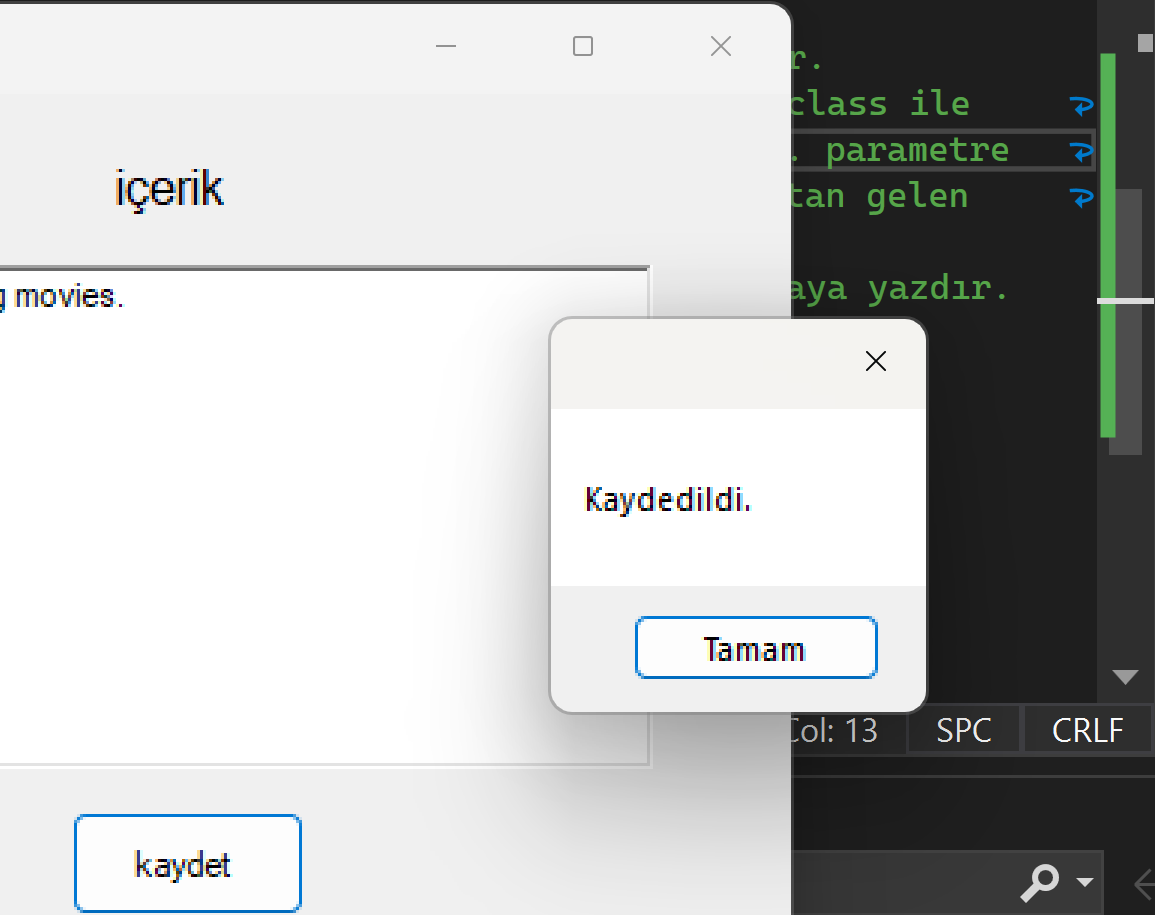 r.
class ile
içerik
. parametre
tan gelen
movies.
aya yazdır.
Kaydedildi.
Tamam
Col: 13
SPC
CRLF
kaydet